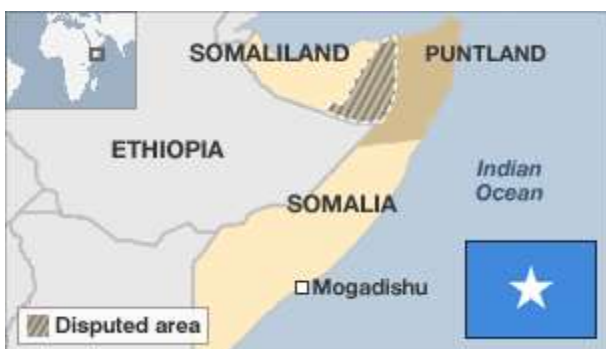 SOMALILAND
PUNTLAND
ETHIOPIA
Indian
Ocean
SOMALIA
Mogadishu
Disputed area